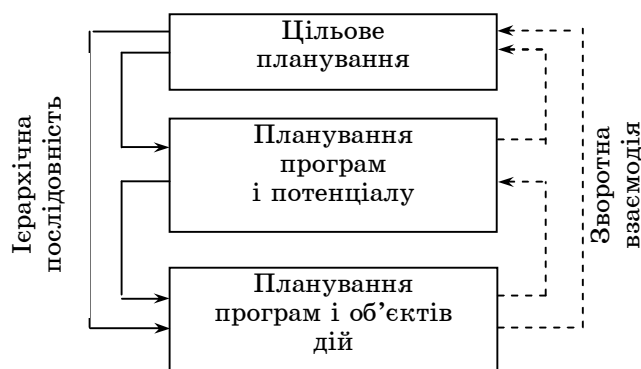 Цільове
планування
Ієрархічна
послідовність
Планування
програм
і потенціалу
Зворотна
взаємодія
Планування
програм і об’єктів
дій